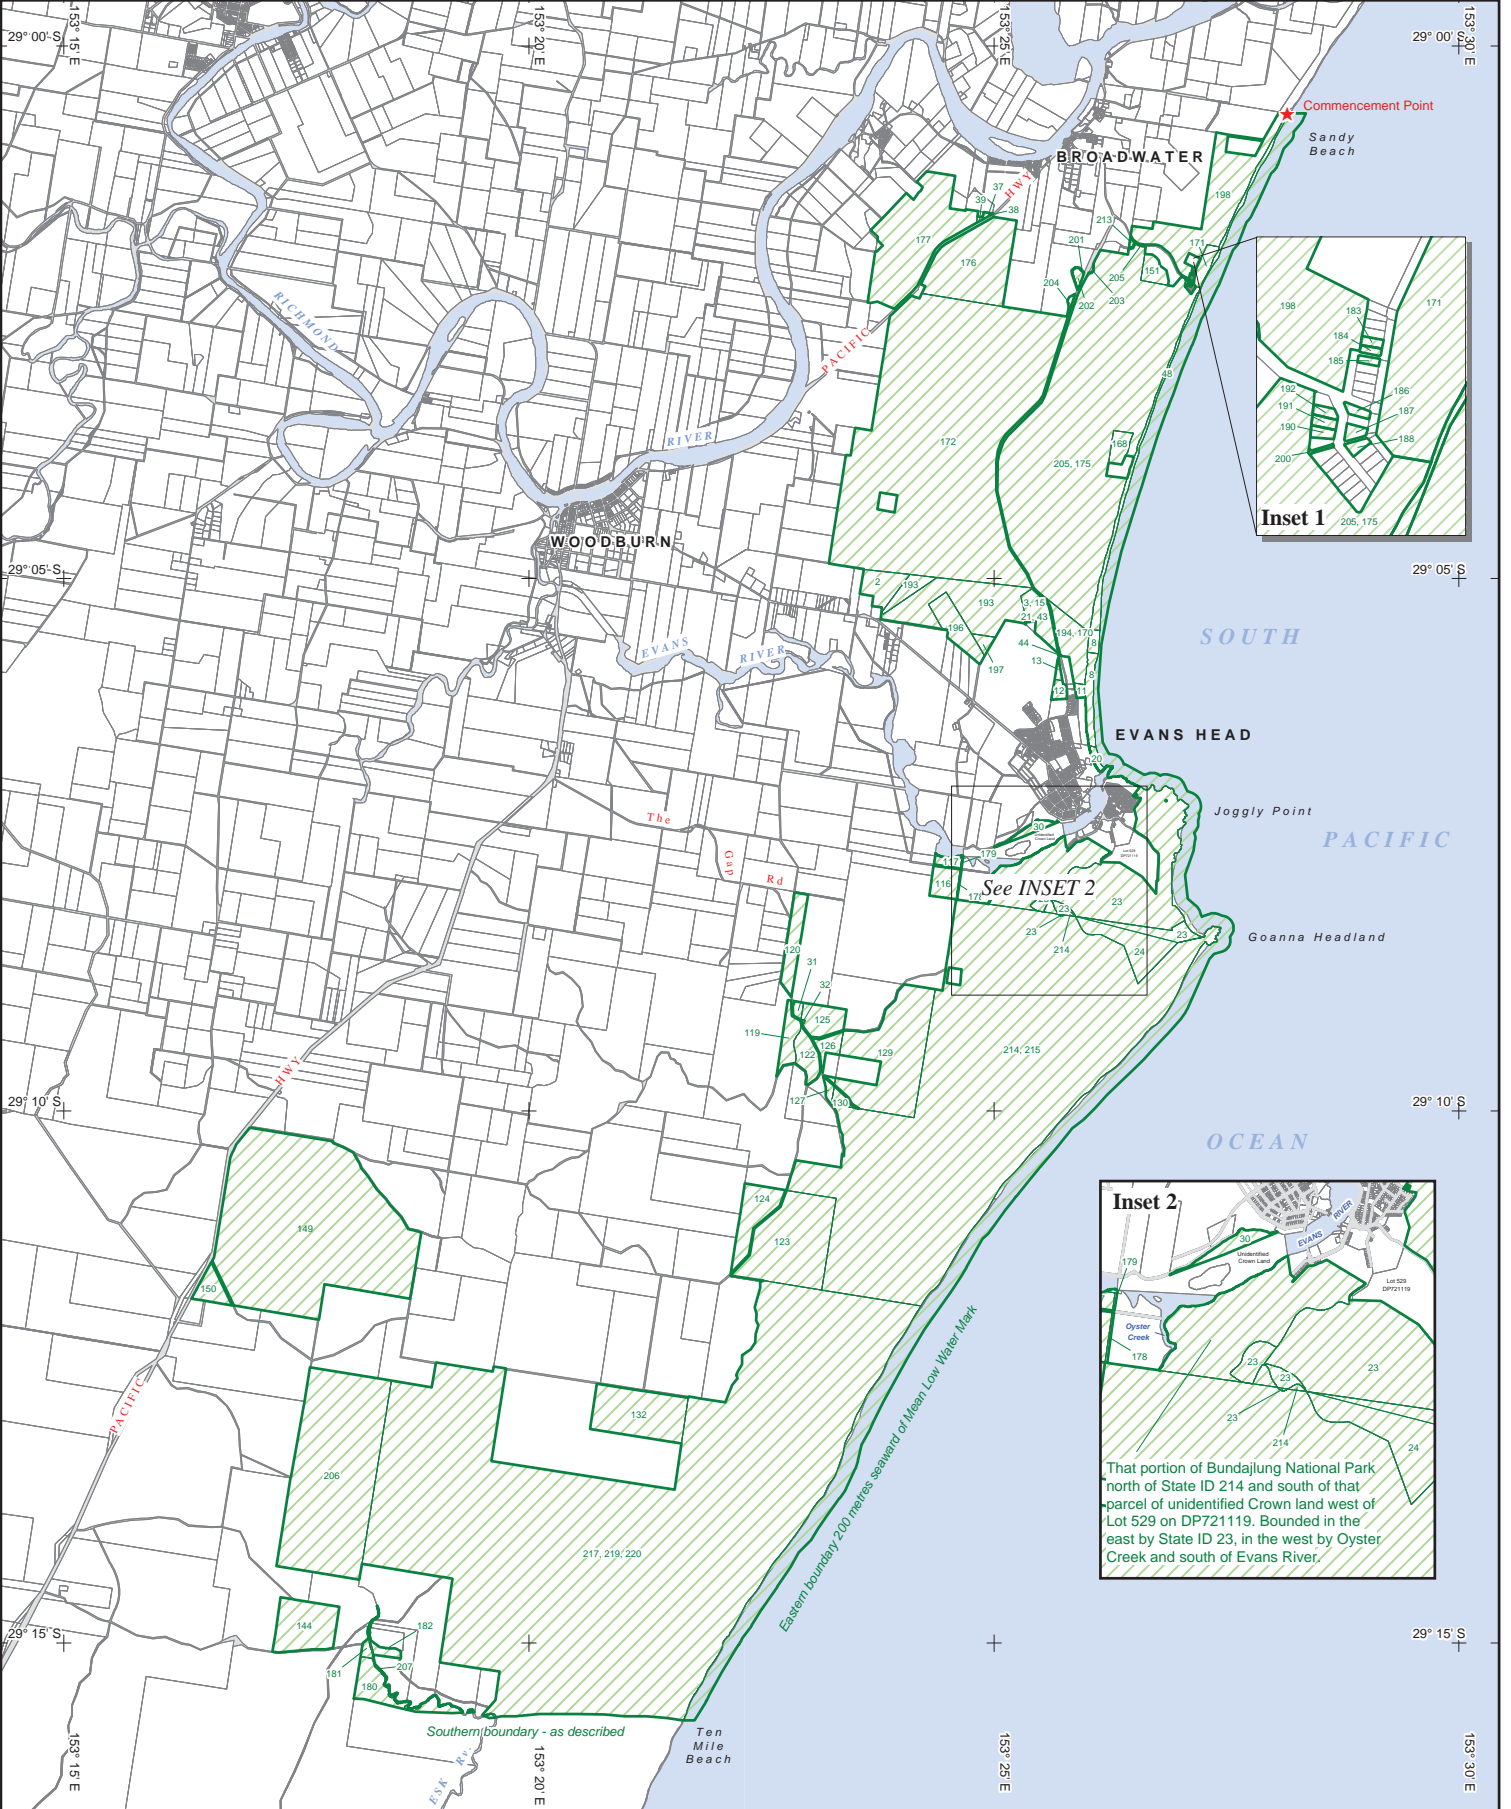 153° 15' E
153° 20' E
153° 25' E
153° 30' E
29° 00' S
29° 00' S
Commencement Point
Sandy
Beach
BROADWATER
HWY
37
39
38
198
213
177
176
201
171
204
205
151
202
203
RICHMOND
PACIFIC
48
RIVER
172
168
205, 175
WOODBURN
198
171
183
184
185
192
186
191
187
190
188
200
205, 175
Inset 1
29° 05' S
29° 05' S
2
193
193
3, 15
21, 43
196
194, 170
8
44
13
197
8
12
11
EVANS
RIVER
SOUTH
EVANS HEAD
20
Joggly Point
PACIFIC
The
Gap
Rd
30
Unidentified
Crown Land
Lot 529
DP721119
179
117
116
178
See INSET 2
23
23
23
23
214
24
Goanna Headland
120
31
32
125
119
126
122
129
214, 215
127
130
HWY
29° 10' S
29° 10' S
OCEAN
124
149
123
150
PACIFIC
Inset 2
RIVER
EVANS
30
Unidentified
Crown Land
179
Lot 529
DP721119
Oyster
Creek
178
23
23
23
23
214
24
That portion of Bundajlung National Park
north of State ID 214 and south of that
parcel of unidentified Crown land west of
Lot 529 on DP721119. Bounded in the
east by State ID 23, in the west by Oyster
Creek and south of Evans River.
Eastern boundary 200 metres seaward of Mean Low Water Mark
132
206
217, 219, 220
144
182
29° 15' S
29° 15' S
181
207
180
Southern boundary - as described
Ten
Mile
Beach
ESK Rv.
153° 15' E
153° 20' E
153° 25' E
153° 30' E